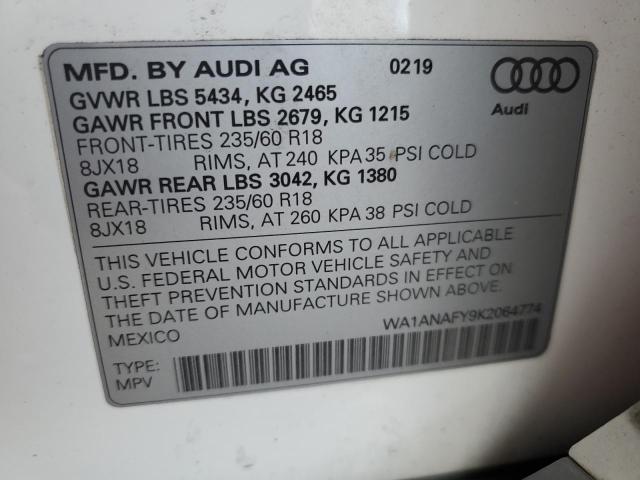 MFD. BY AUDI AG 0219
GVWR LBS 5434, KG 2465
GAWR FRONT LBS 2679, KG 1215
FRONT-TIRES 235/60 R18
8JX18 RIMS, AT 240 KPA 35 PSI COLD
GAWR REAR LBS 3042, KG 1380
REAR-TIRES 235/60 R18
8JX18 RIMS, AT 260 KPA 38 PSI COLD
Audi
THIS VEHICLE CONFORMS TO ALL APPLICABLE
U.S. FEDERAL MOTOR VEHICLE SAFETY AND
THEFT PREVENTION STANDARDS IN EFFECT ON
THE DATE OF MANUFACTURE SHOWN ABOVE.
MEXICO WA1ANAFY9K2064774
TYPE:
MPV